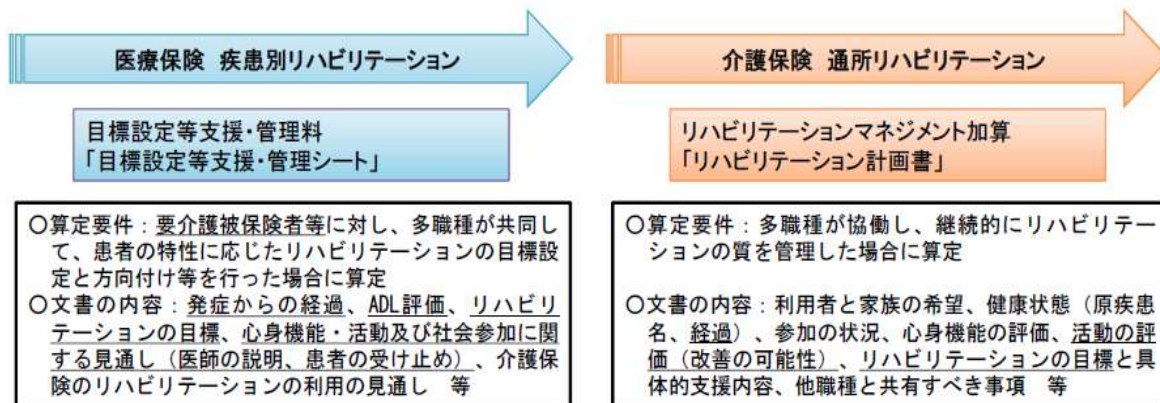 医療保険 疾患別リハビリテーション
目標設定等支援・管理料
「目標設定等支援・管理シート」
〇算定要件：要介護被保険者等に対し、多職種が共同し
て、患者の特性に応じたリハビリテーションの目標設
定と方向付け等を行った場合に算定
〇文書の内容：発症からの経過、ADL評価、リハビリ
テーションの目標、心身機能・活動及び社会参加に関
する見通し（医師の説明、患者の受け止め）、介護保
険のリハビリテーションの利用の見通し　等
介護保険 通所リハビリテーション
リハビリテーションマネジメント加算
「リハビリテーション計画書」
〇算定要件：多職種が協働し、継続的にリハビリテー
ションの質を管理した場合に算定
〇文書の内容：利用者と家族の希望、健康状態（原疾患
名、経過）、参加の状況、心身機能の評価、活動の評
価（改善の可能性）、リハビリテーションの目標と具
体的支援内容、他職種と共有すべき事項　等